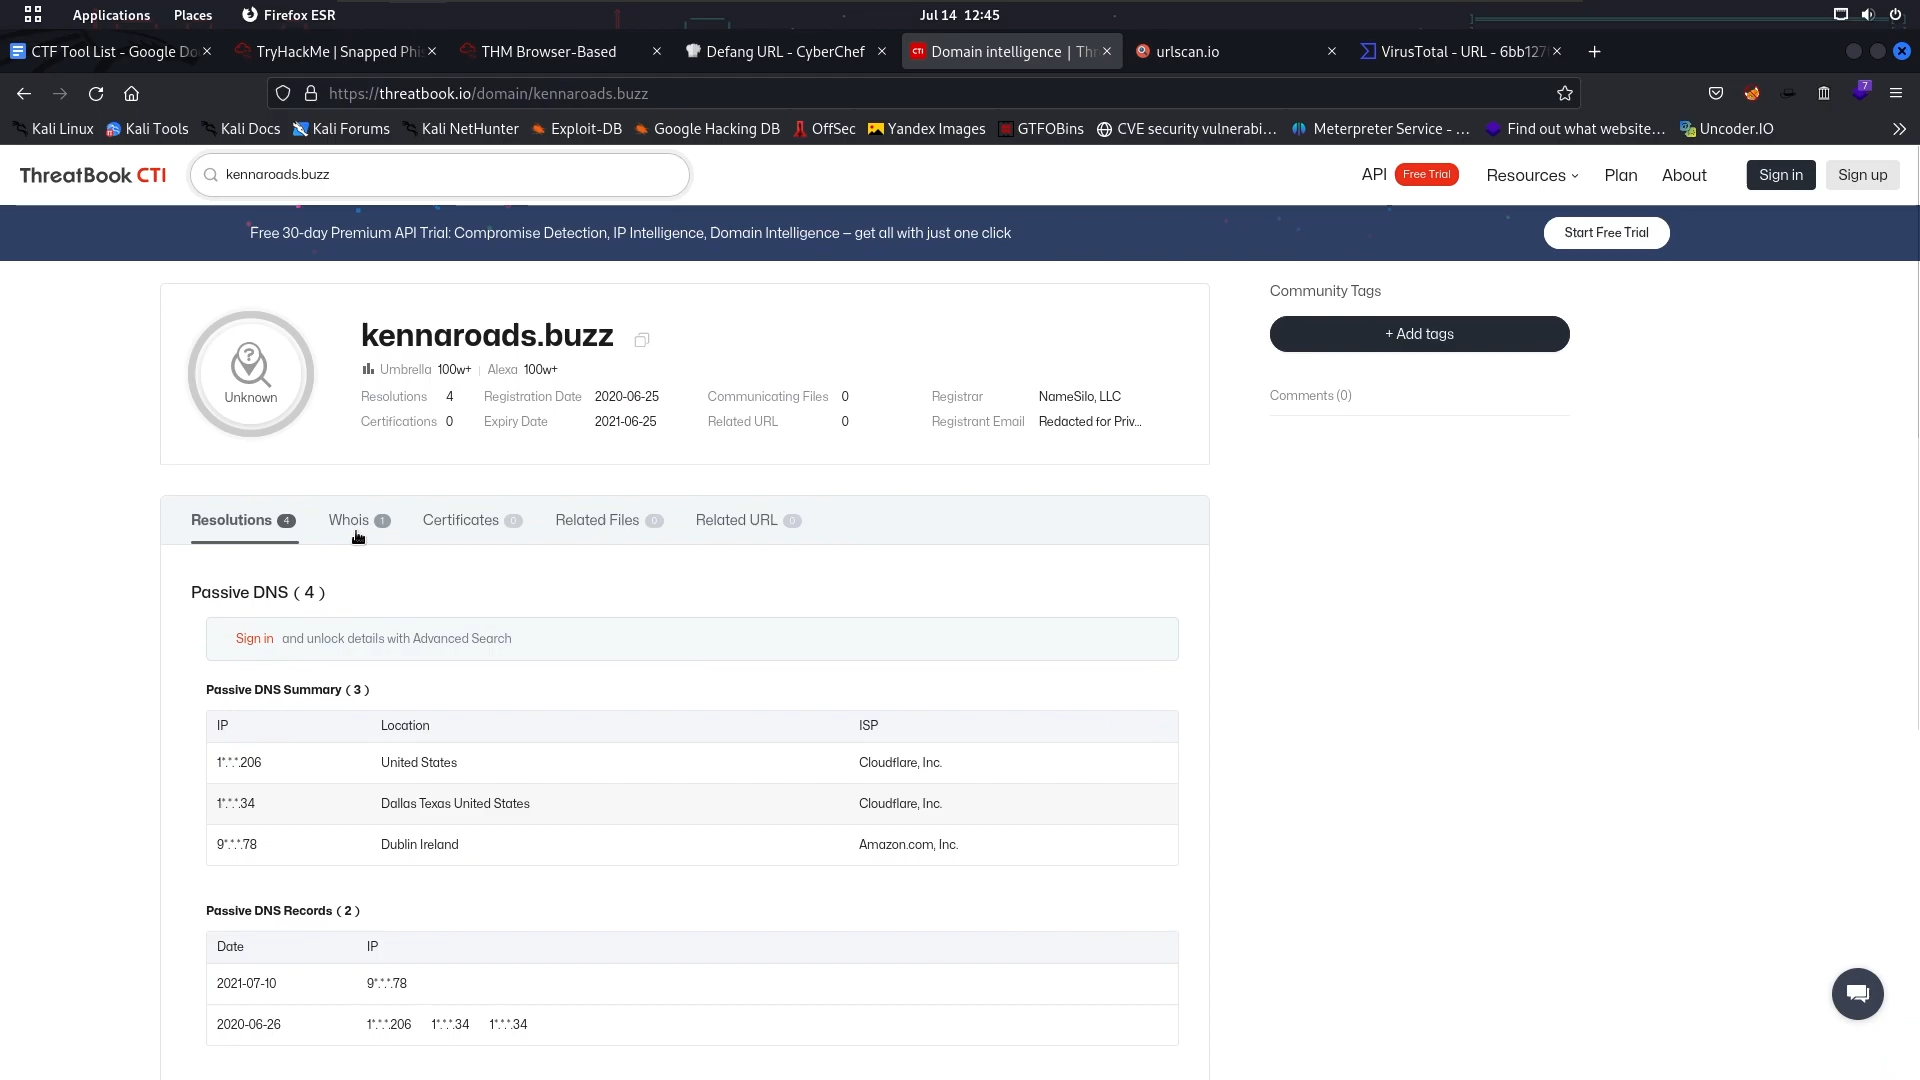 Applications Places Firefox ESR Jul 14 12:45
CTF Tool List - Google Do TryHackMe | Snapped Phis THM Browser-Based Defang URL - CyberChef CTI Domain intelligence | Thr urlscan.io VirusTotal - URL - 6bb127
https://threatbook.io/domain/kennaroads.buzz 7
Kali Linux Kali Tools Kali Docs Kali Forums Kali NetHunter Exploit-DB Google Hacking DB OffSec Yandex Images GTFOBins CVE security vulnerabi… Meterpreter Service - … Find out what website… Uncoder.IO
ThreatBook CTI kennaroads.buzz API Free Trial Resources Plan About Sign in Sign up
Free 30-day Premium API Trial: Compromise Detection, IP Intelligence, Domain Intelligence – get all with just one click Start Free Trial
kennaroads.buzz
Unknown
Umbrella 100w+ | Alexa 100w+
Resolutions 4 Registration Date 2020-06-25 Communicating Files 0 Registrar NameSilo, LLC
Certifications 0 Expiry Date 2021-06-25 Related URL 0 Registrant Email Redacted for Priv...
Community Tags
+ Add tags
Comments (0)
Resolutions 4 Whois 1 Certificates 0 Related Files 0 Related URL 0
Passive DNS ( 4 )
Sign in and unlock details with Advanced Search
Passive DNS Summary ( 3 )
IP Location ISP
1*.*.*.206 United States Cloudflare, Inc.
1*.*.*.34 Dallas Texas United States Cloudflare, Inc.
9*.*.*.78 Dublin Ireland Amazon.com, Inc.
Passive DNS Records ( 2 )
Date IP
2021-07-10 9*.*.*.78
2020-06-26 1*.*.*.206 1*.*.*.34 1*.*.*.34